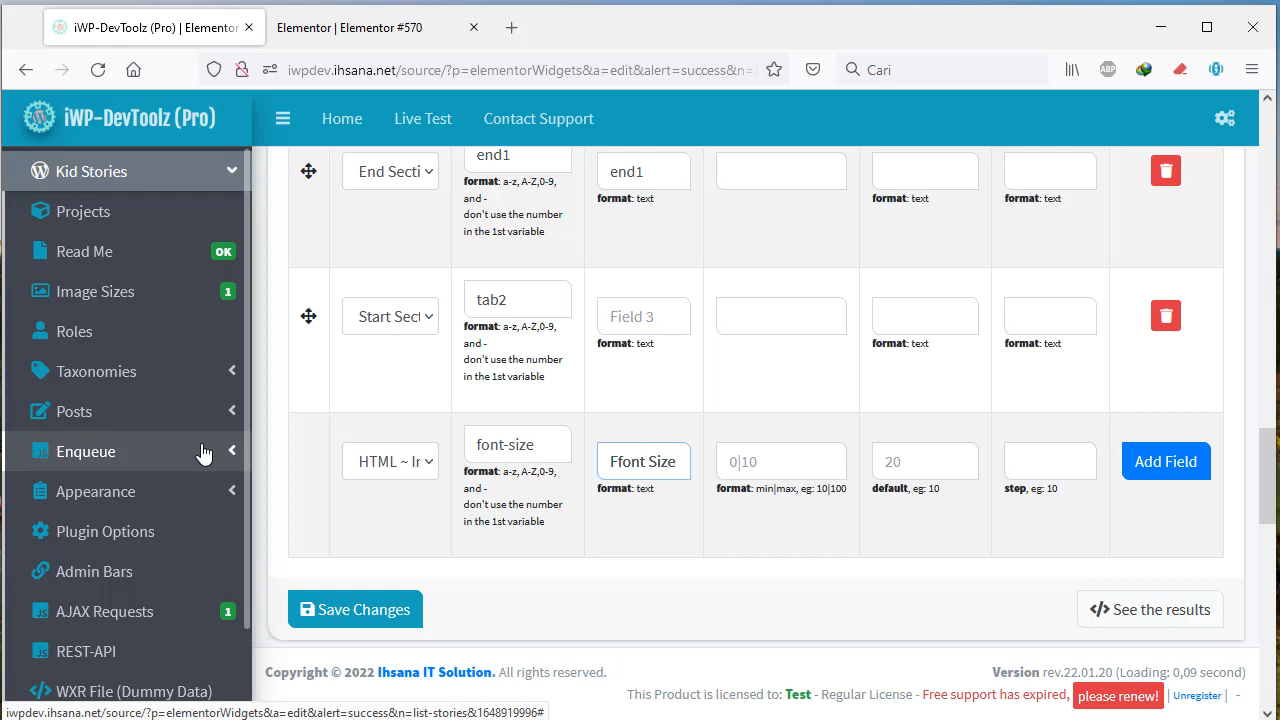 iWP-DevToolz (Pro) | Elementor
Elementor | Elementor #570
iwpdev.ihsana.net/source/?p=elementorWidgets&a=edit&alert=success&n=
Cari
ABP
iWP-DevToolz (Pro)
Home
Live Test
Contact Support
Kid Stories
Projects
Read Me
OK
Image Sizes
1
Roles
Taxonomies
Posts
Enqueue
Appearance
Plugin Options
Admin Bars
AJAX Requests
1
REST-API
WXR File (Dummy Data)
End Secti
end1
format: a-z, A-Z,0-9,
and -
don't use the number
in the 1st variable
end1
format: text
format: text
format: text
Start Sect
tab2
format: a-z, A-Z,0-9,
and -
don't use the number
in the 1st variable
Field 3
format: text
format: text
format: text
HTML ~ Ir
font-size
format: a-z, A-Z,0-9,
and -
don't use the number
in the 1st variable
Ffont Size
format: text
0|10
format: min|max, eg: 10|100
20
default, eg: 10
step, eg: 10
Add Field
Save Changes
</> See the results
Copyright © 2022 Ihsana IT Solution. All rights reserved.
Version rev.22.01.20 (Loading: 0,09 second)
This Product is licensed to: Test - Regular License - Free support has expired, please renew! | Unregister | -
iwpdev.ihsana.net/source/?p=elementorWidgets&a=edit&alert=success&n=list-stories&1648919996#